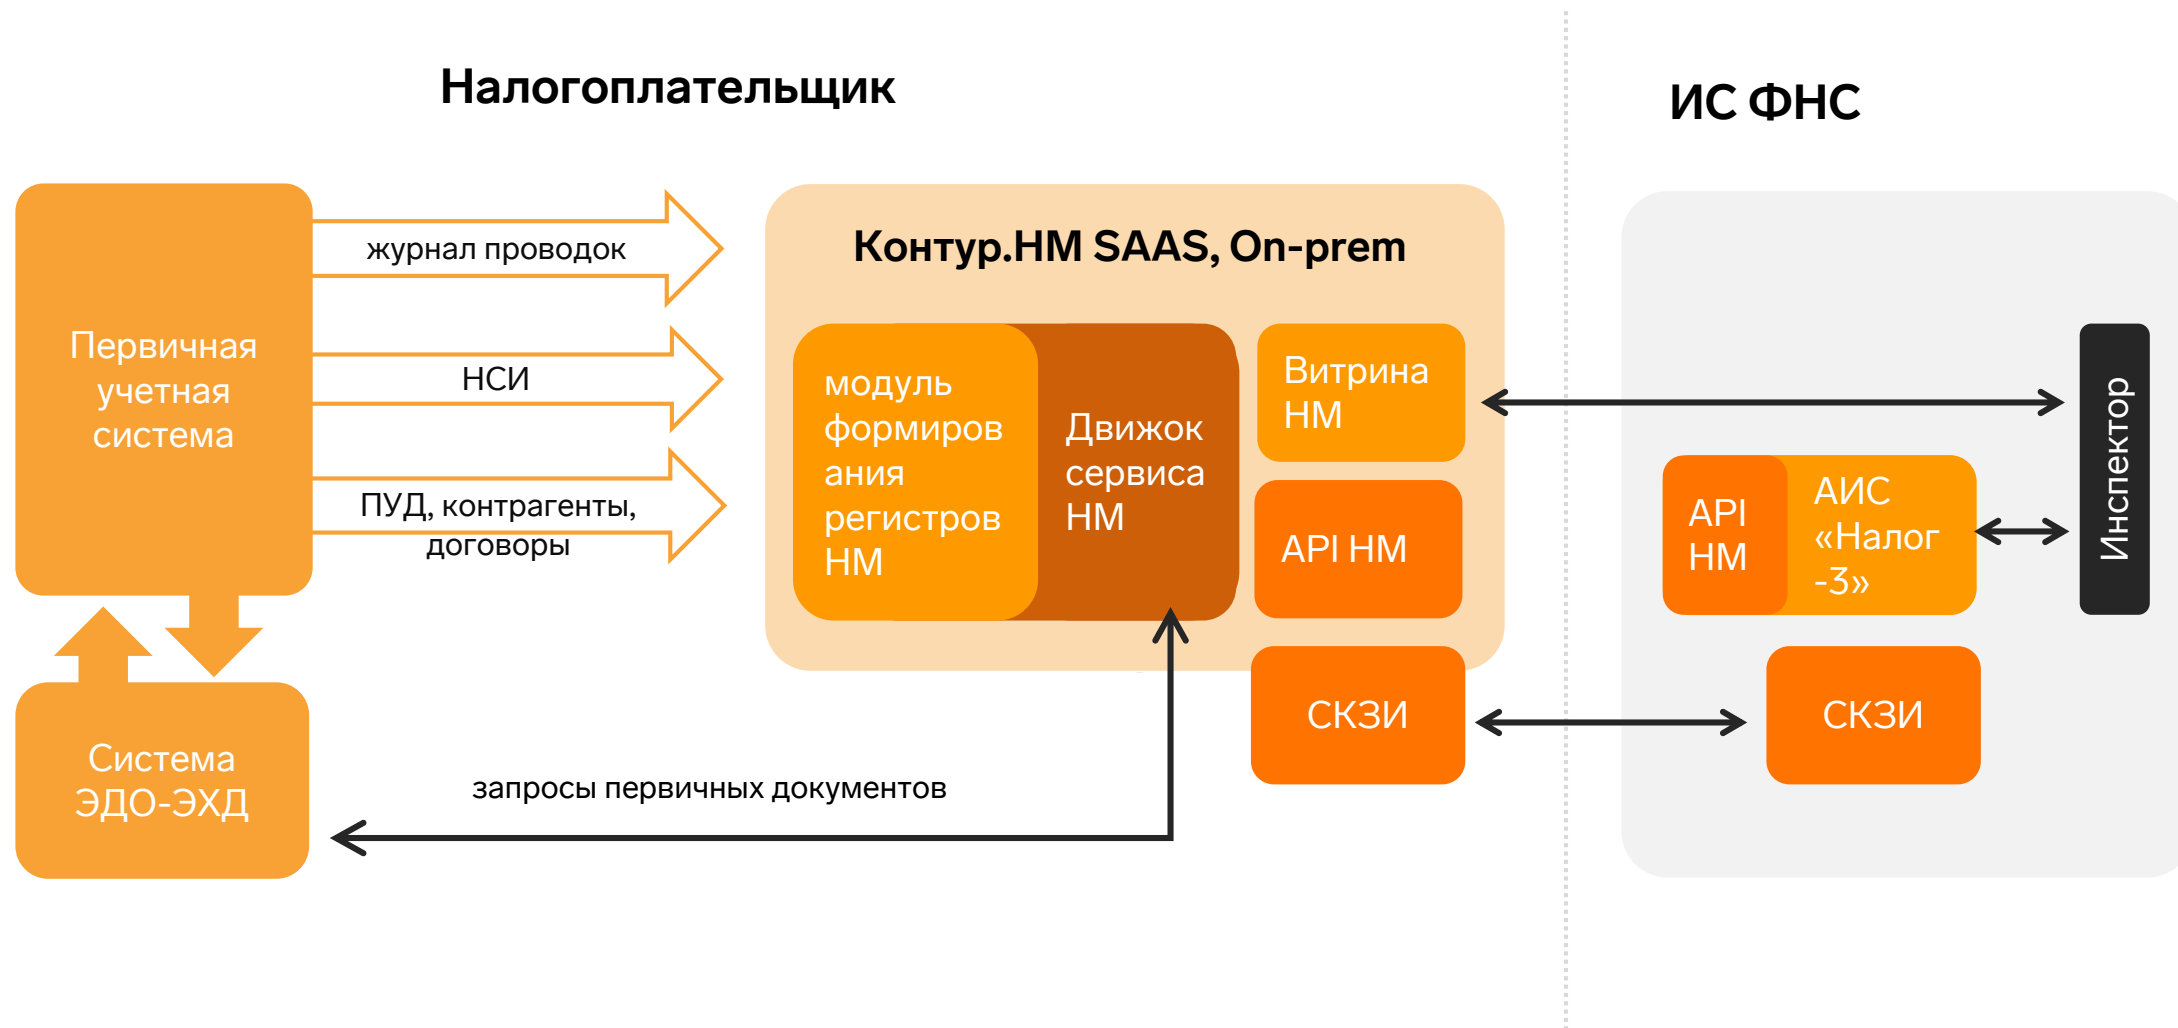 Налогоплательщик
ИС ФНС
Первичная
учетная
система
журнал проводок
НСИ
ПУД, контрагенты,
договоры
Контур.НМ SAAS, On-prem
модуль
формиров
ания
регистров
НМ
Движок
сервиса
НМ
Витрина
НМ
API НМ
СКЗИ
API
НМ
АИС
«Налог
-3»
Инспектор
СКЗИ
Система
ЭДО-ЭХД
запросы первичных документов